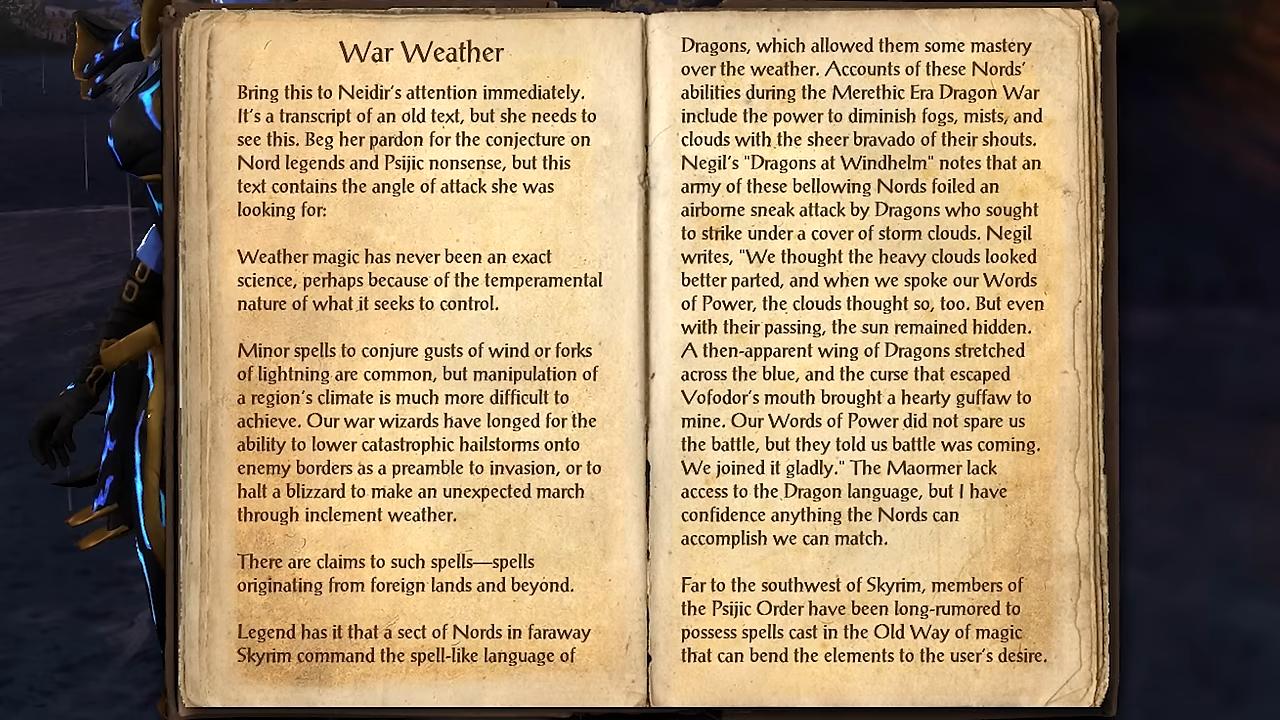 War Weather
Bring this to Neidir's attention immediately.
It's a transcript of an old text, but she needs to
see this. Beg her pardon for the conjecture on
Nord legends and Psijic nonsense, but this
text contains the angle of attack she was
looking for:
Weather magic has never been an exact
science, perhaps because of the temperamental
nature of what it seeks to control.
Minor spells to conjure gusts of wind or forks
of lightning are common, but manipulation of
a region's climate is much more difficult to
achieve. Our war wizards have longed for the
ability to lower catastrophic hailstorms onto
enemy borders as a preamble to invasion, or to
halt a blizzard to make an unexpected march
through inclement weather.
There are claims to such spells—spells
originating from foreign lands and beyond.
Legend has it that a sect of Nords in faraway
Skyrim command the spell-like language of
Dragons, which allowed them some mastery
over the weather. Accounts of these Nords'
abilities during the Merethic Era Dragon War
include the power to diminish fogs, mists, and
clouds with the sheer bravado of their shouts.
Negil's "Dragons at Windhelm" notes that an
army of these bellowing Nords foiled an
airborne sneak attack by Dragons who sought
to strike under a cover of storm clouds. Negil
writes, "We thought the heavy clouds looked
better parted, and when we spoke our Words
of Power, the clouds thought so, too. But even
with their passing, the sun remained hidden.
A then-apparent wing of Dragons stretched
across the blue, and the curse that escaped
Vofodor's mouth brought a hearty guffaw to
mine. Our Words of Power did not spare us
the battle, but they told us battle was coming.
We joined it gladly." The Maormer lack
access to the Dragon language, but I have
confidence anything the Nords can
accomplish we can match.
Far to the southwest of Skyrim, members of
the Psijic Order have been long-rumored to
possess spells cast in the Old Way of magic
that can bend the elements to the user's desire.